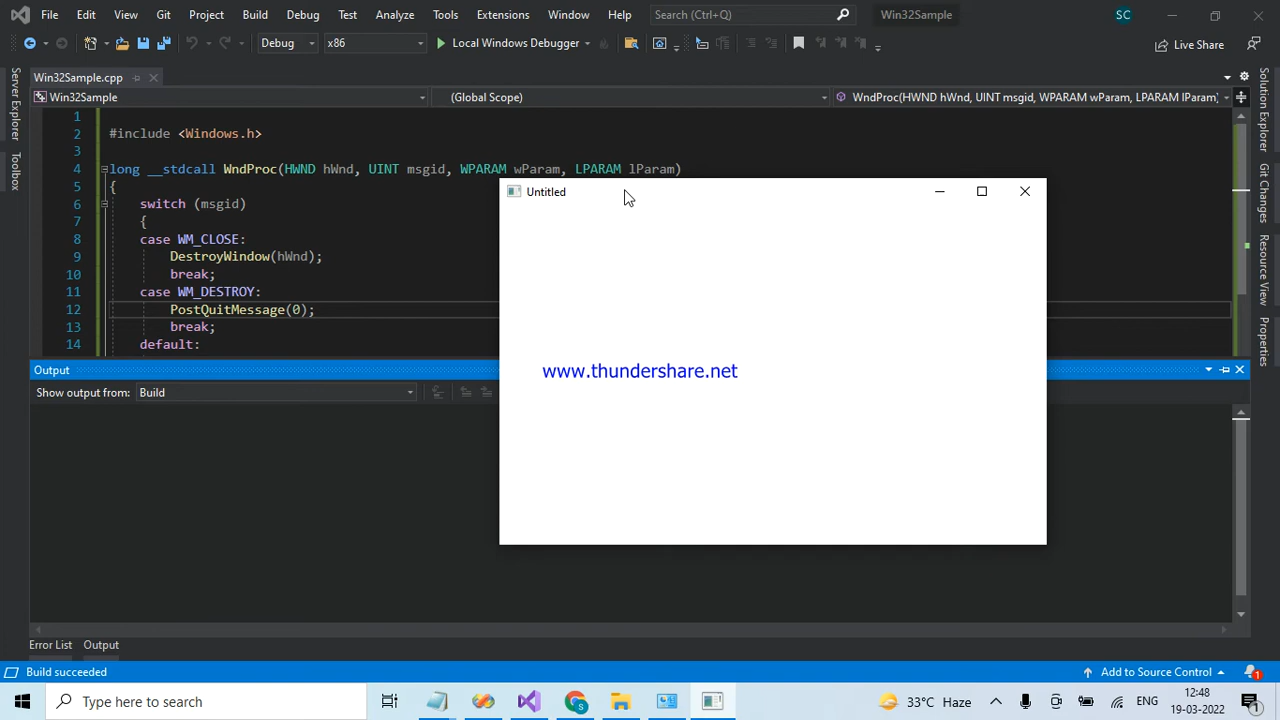 File Edit View Git Project Build Debug Test Analyze Tools Extensions Window Help Search (Ctrl+Q) Win32Sample SC
Debug x86 Local Windows Debugger Live Share
Win32Sample.cpp
Win32Sample (Global Scope) WndProc(HWND hWnd, UINT msgid, WPARAM wParam, LPARAM lParam)
Server Explorer
Toolbox
Solution Explorer
Git Changes
Resource View
Properties
1
2 #include <Windows.h>
3
4 long __stdcall WndProc(HWND hWnd, UINT msgid, WPARAM wParam, LPARAM lParam)
5 {
6 switch (msgid)
7 {
8 case WM_CLOSE:
9 DestroyWindow(hWnd);
10 break;
11 case WM_DESTROY:
12 PostQuitMessage(0);
13 break;
14 default:
Untitled
www.thundershare.net
Output
Show output from: Build
Error List Output
Build succeeded Add to Source Control 1
Type here to search 33°C Haze ENG 12:48
19-03-2022 1